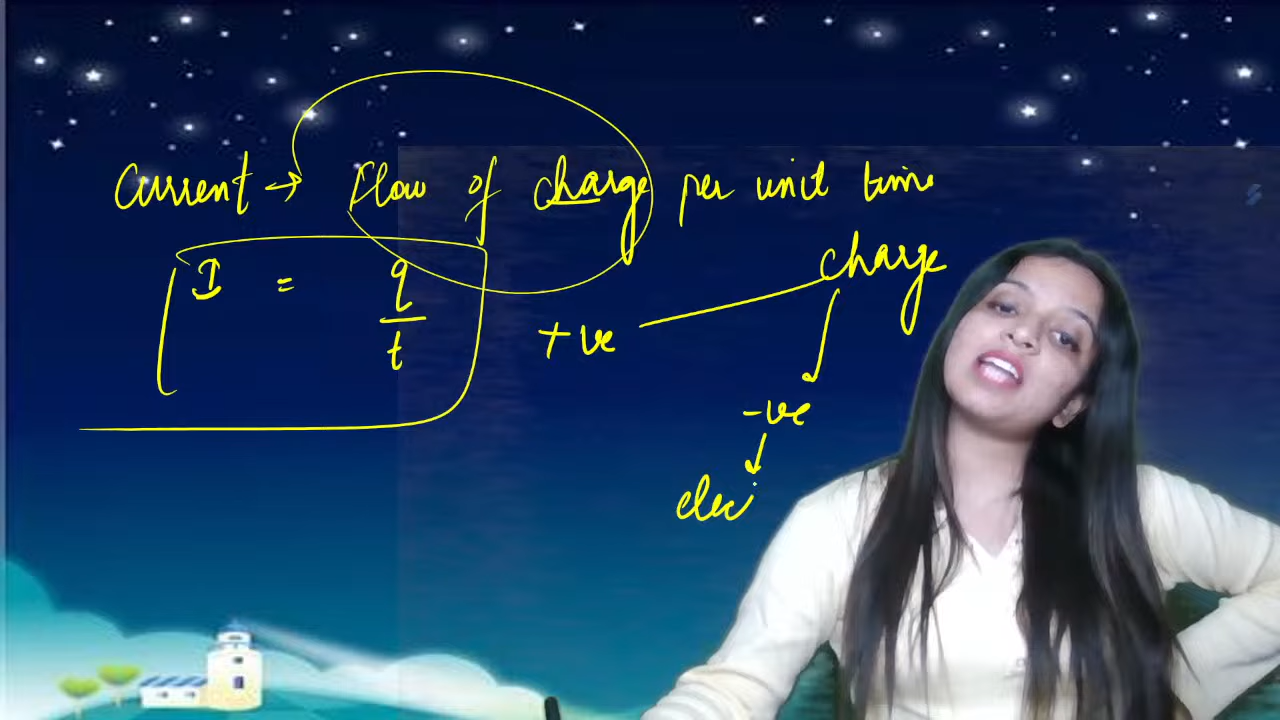 Current → flow of charge per unit time
I = q/t
charge
+ve
-ve
elec